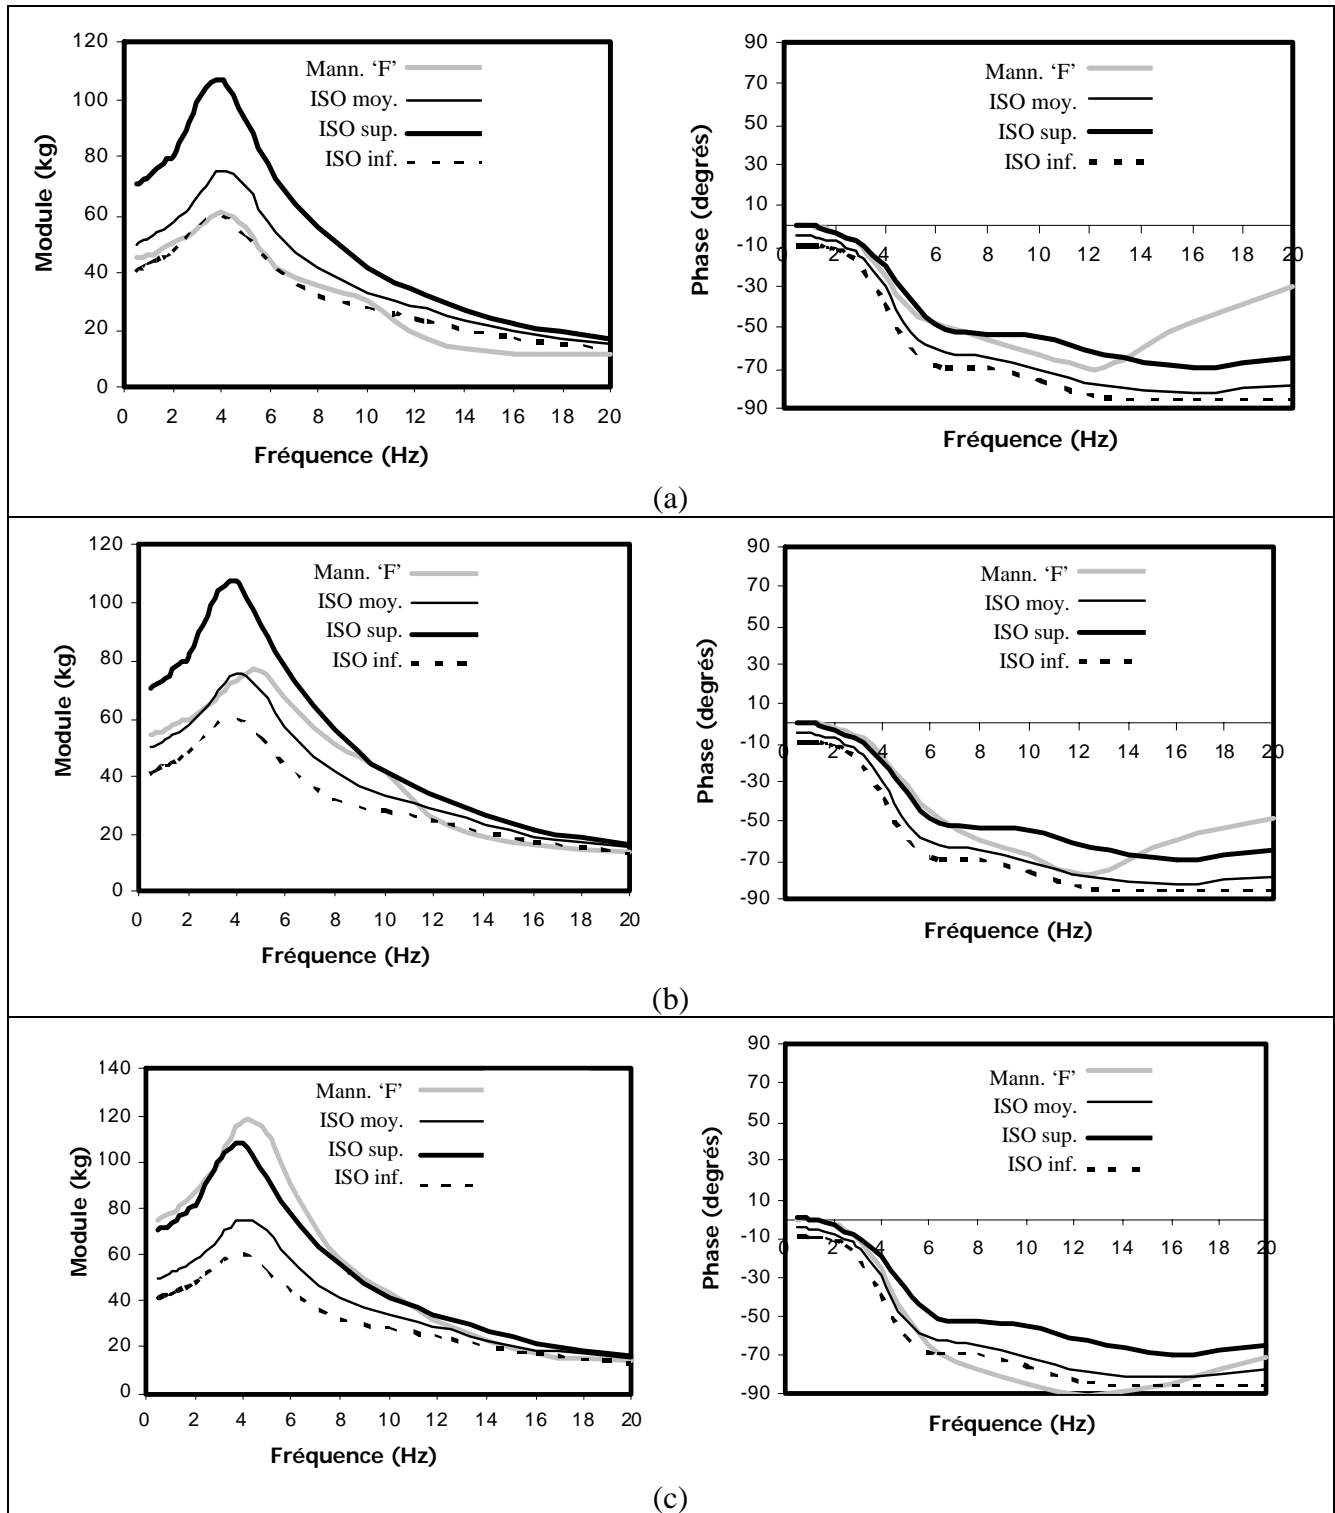 120
100
80
60
40
20
0
Module (kg)
Mann. ‘F’
ISO moy.
ISO sup.
ISO inf.
0 2 4 6 8 10 12 14 16 18 20
Fréquence (Hz)
90
70
50
30
10
-10
-30
-50
-70
-90
Phase (degrés)
Mann. ‘F’
ISO moy.
ISO sup.
ISO inf.
0 2 4 6 8 10 12 14 16 18 20
Fréquence (Hz)
(a)
120
100
80
60
40
20
0
Module (kg)
Mann. ‘F’
ISO moy.
ISO sup.
ISO inf.
0 2 4 6 8 10 12 14 16 18 20
Fréquence (Hz)
90
70
50
30
10
-10
-30
-50
-70
-90
Phase (degrés)
Mann. ‘F’
ISO moy.
ISO sup.
ISO inf.
0 2 4 6 8 10 12 14 16 18 20
Fréquence (Hz)
(b)
140
120
100
80
60
40
20
0
Module (kg)
Mann. ‘F’
ISO moy.
ISO sup.
ISO inf.
0 2 4 6 8 10 12 14 16 18 20
Fréquence (Hz)
90
70
50
30
10
-10
-30
-50
-70
-90
Phase (degrés)
Mann. ‘F’
ISO moy.
ISO sup.
ISO inf.
0 2 4 6 8 10 12 14 16 18 20
Fréquence (Hz)
(c)